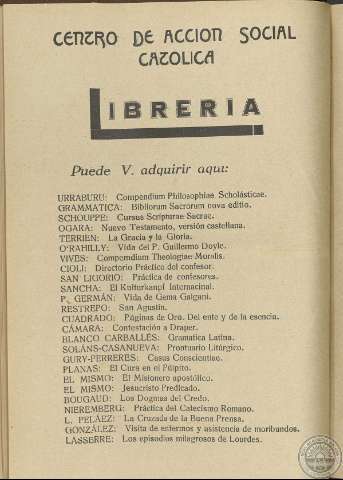 CENTRO DE ACCION SOCIAL
CATOLICA
LIBRERIA
Puede V. adquirir aquí:
URRABURU: Compendium Philosophiae Scholásticae.
GRAMMATICA: Bibliorum Sacrorum nova editio.
SCHOUPPE: Cursus Scripturae Sacrae.
OGARA: Nuevo Testamento, versión castellana.
TERRIEN: La Gracia y la Gloria.
O'RAHILLY: Vida del P. Guillermo Doyle.
VIVES: Compemdium Theologiae Moralis.
CIOLI: Directorio Práctico del confesor.
SAN LIGORIO: Práctica de confesores.
SANCHA: El Kulturkampf Internacinal.
P. GERMÁN: Vida de Gema Galgani.
RESTREPO: San Agustín.
CUADRADO: Páginas de Oro. Del ente y de la esencia.
CÁMARA: Contestación a Draper.
BLANCO CARBALLÉS: Gramatica Latina.
SOLÁNS-CASANUEVA: Prontuario Litúrgico.
GURY-FERRERES: Casus Conscientiae.
PLANAS: El Cura en el Púlpito.
EL MISMO: El Misionero apostólico.
EL MISMO: Jesucristo Predicado.
BOUGAUD: Los Dogmas del Credo.
NIEREMBERG: Práctica del Catecismo Romano.
L. PELÁEZ: La Cruzada de la Buena Prensa.
GONZÁLEZ: Visita de enfermos y asistencia de moribundos.
LASSERRE: Los episodios milagrosos de Lourdes.